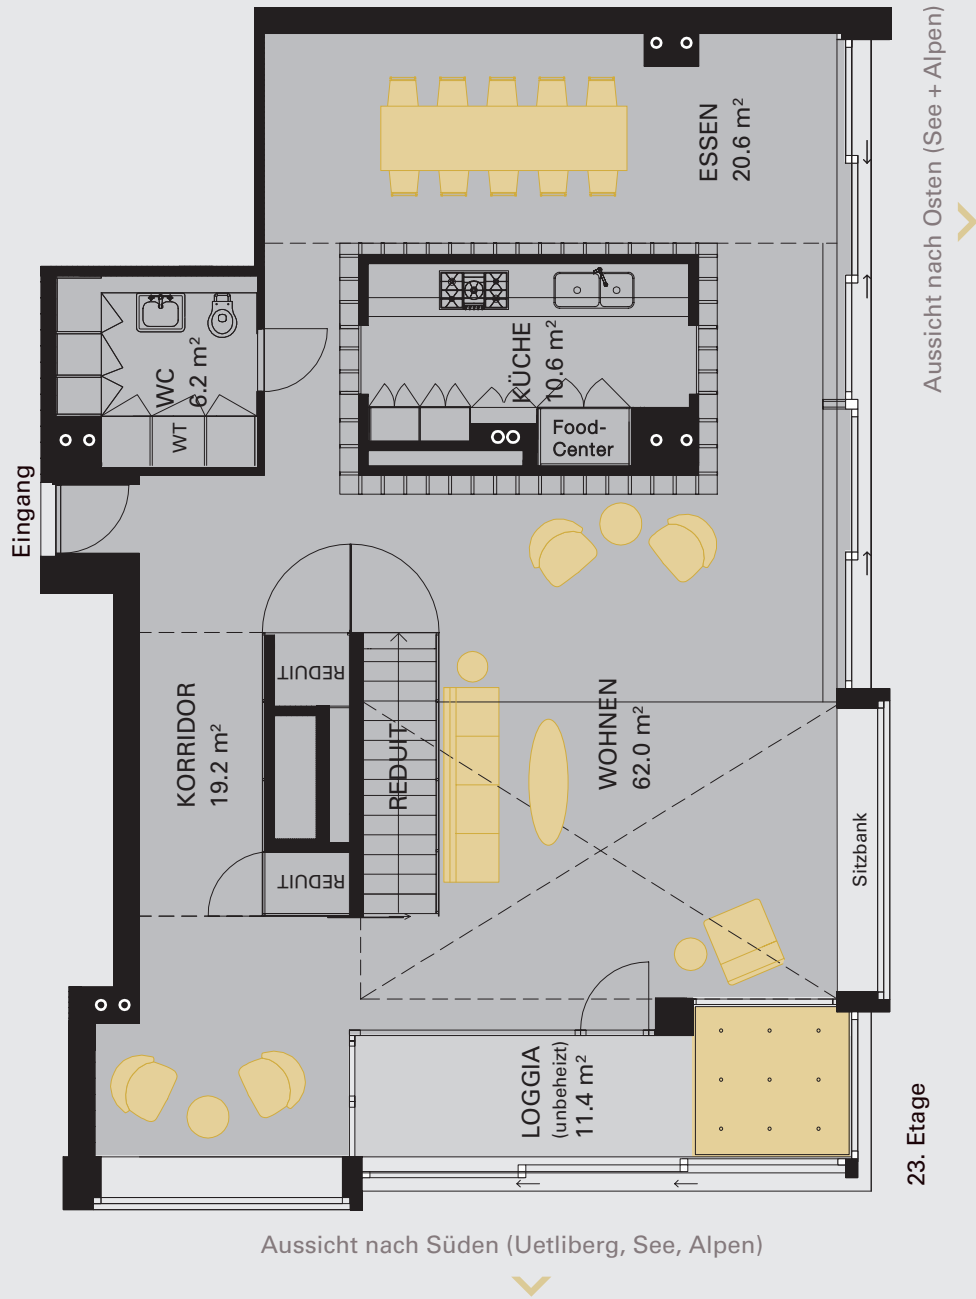 Aussicht nach Osten (See + Alpen)
ESSEN
20.6 m²
KÜCHE
10.6 m²
Food-
Center
WC
6.2 m²
WT
Eingang
REDUIT
KORRIDOR
19.2 m²
REDUIT
WOHNEN
62.0 m²
Sitzbank
REDUIT
LOGGIA
(unbeheizt)
11.4 m²
23. Etage
Aussicht nach Süden (Uetliberg, See, Alpen)